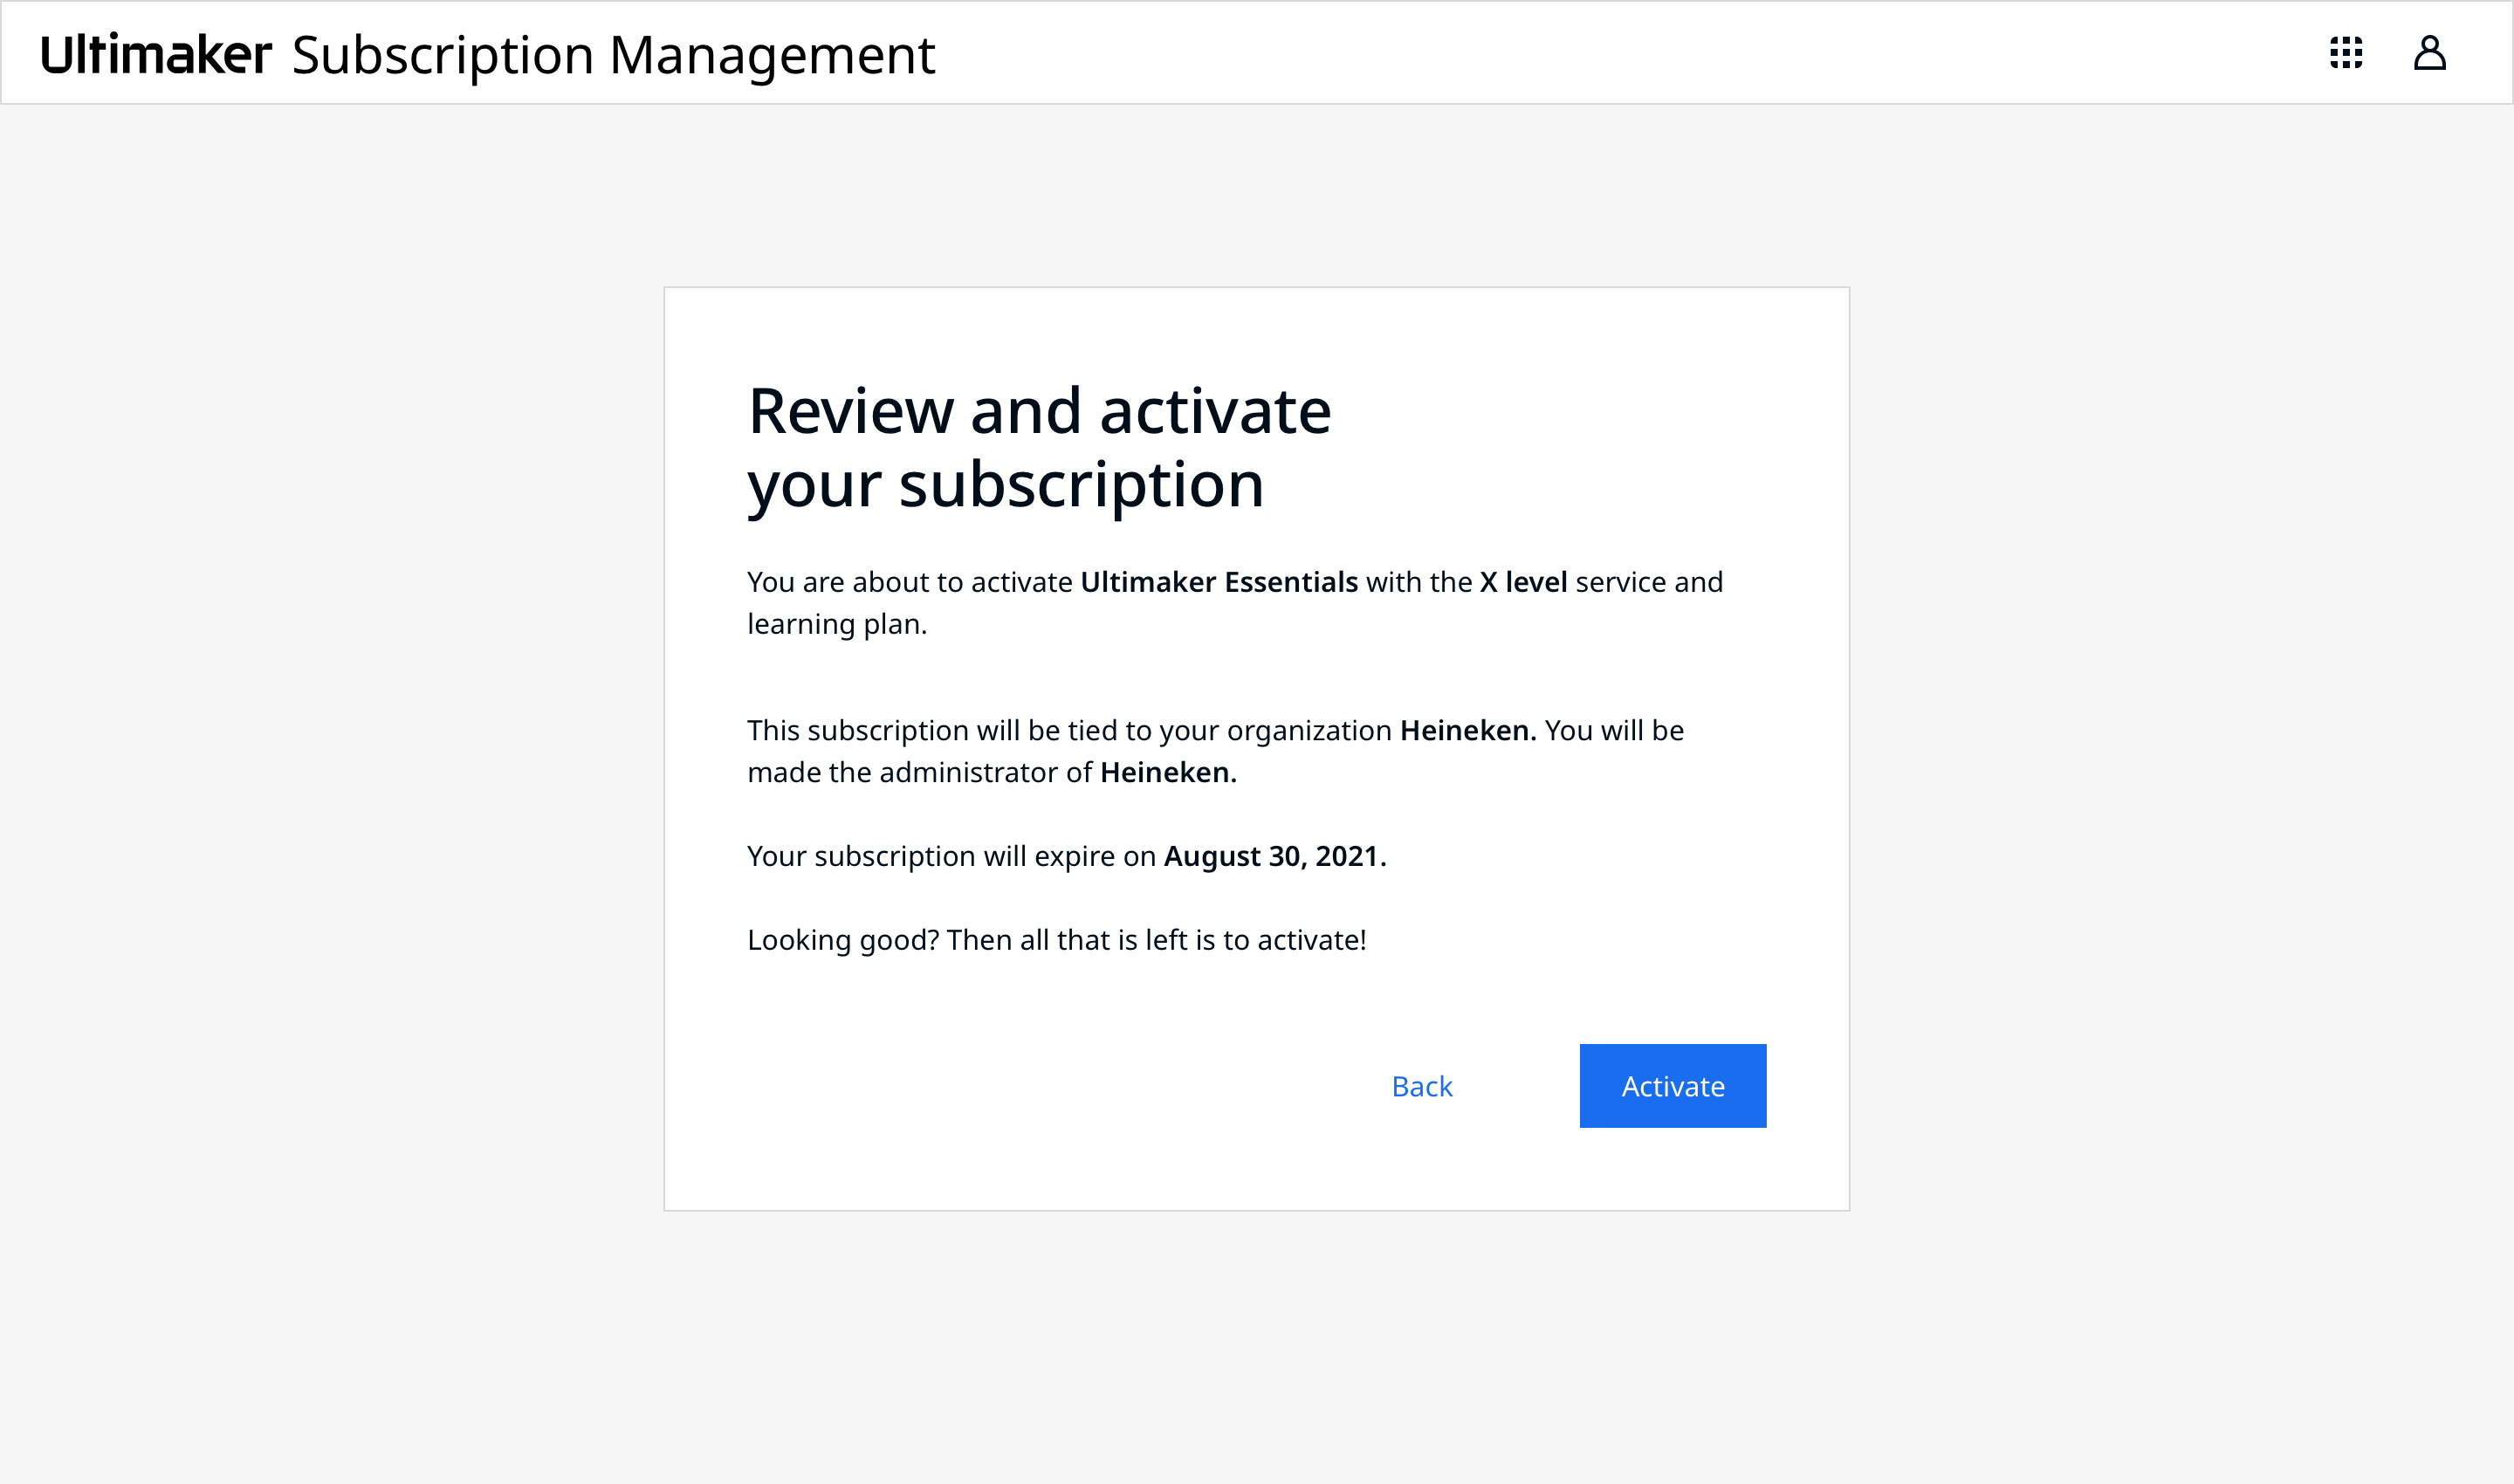 Ultimaker Subscription Management
Review and activate
your subscription
You are about to activate Ultimaker Essentials with the X level service and
learning plan.
This subscription will be tied to your organization Heineken. You will be
made the administrator of Heineken.
Your subscription will expire on August 30, 2021.
Looking good? Then all that is left is to activate!
Back Activate